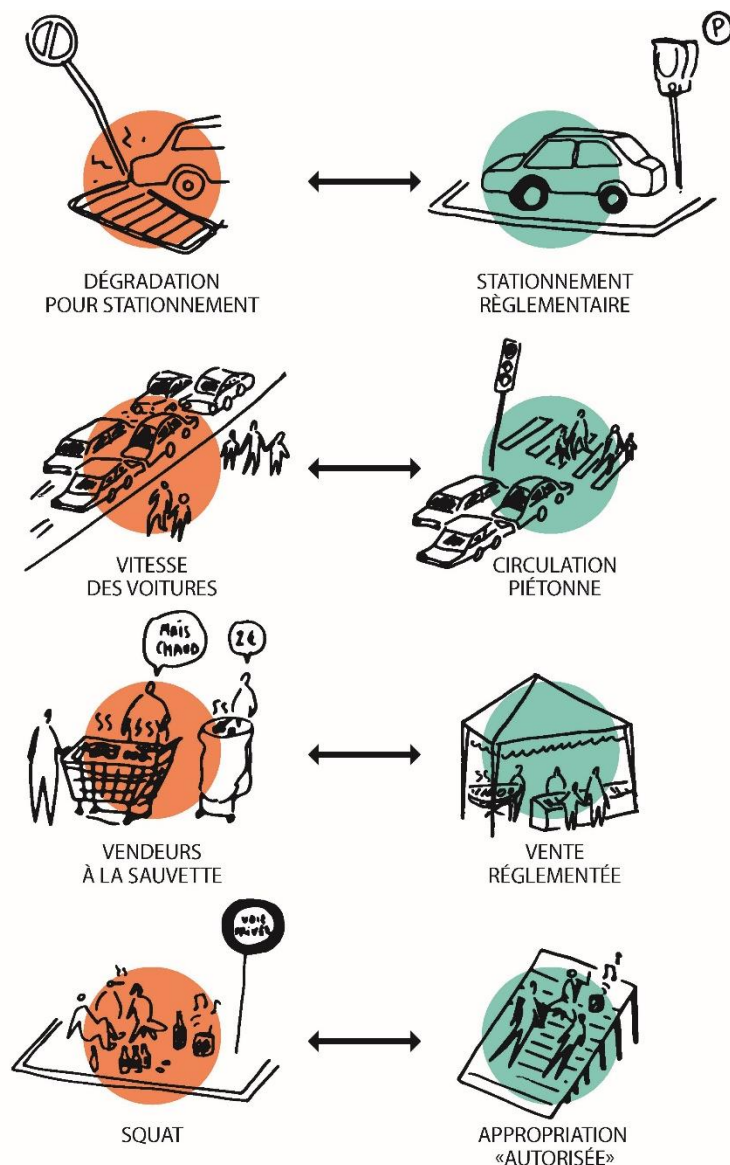 P
DÉGRADATION
POUR STATIONNEMENT
STATIONNEMENT
RÈGLEMENTAIRE
VITESSE
DES VOITURES
CIRCULATION
PIÉTONNE
MAÏS
CHAUD
2€
VENDEURS
À LA SAUVETTE
VENTE
RÉGLEMENTÉE
VOIE
PRIVÉE
SQUAT
APPROPRIATION
«AUTORISÉE»